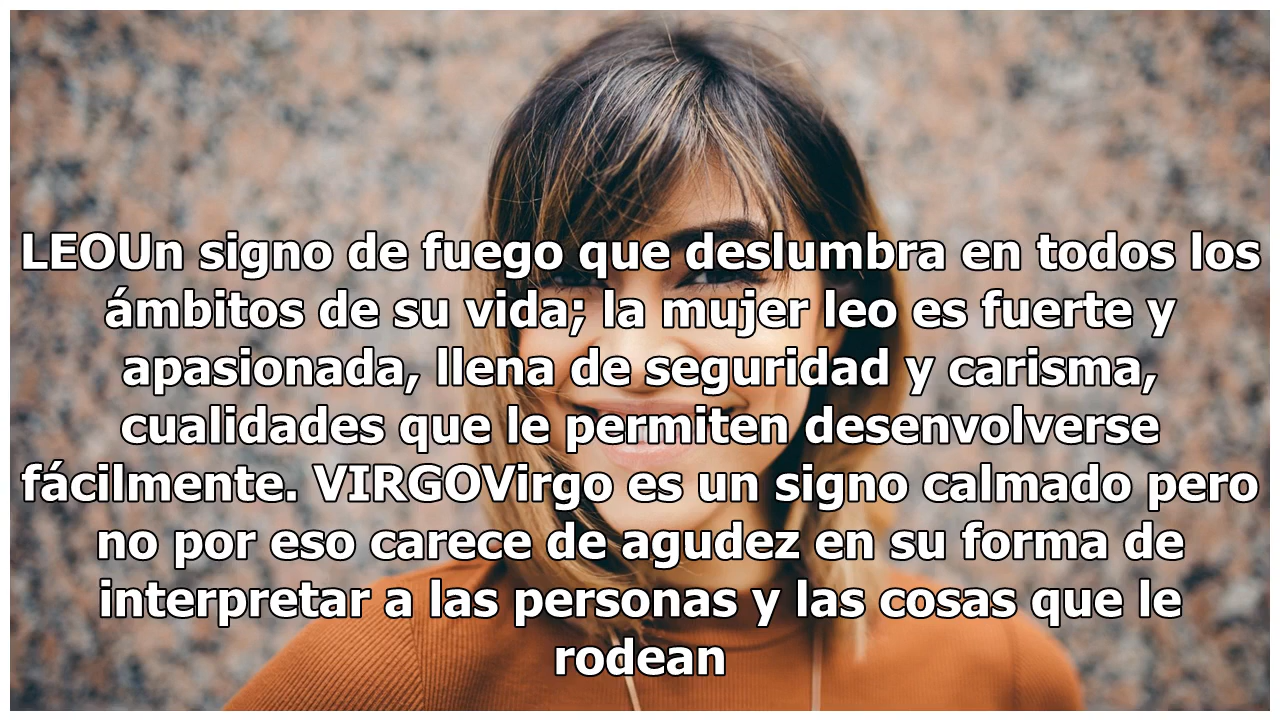 LEOUn signo de fuego que deslumbra en todos los
ámbitos de su vida; la mujer leo es fuerte y
apasionada, llena de seguridad y carisma,
cualidades que le permiten desenvolverse
fácilmente. VIRGOVirgo es un signo calmado pero
no por eso carece de agudez en su forma de
interpretar a las personas y las cosas que le
rodean